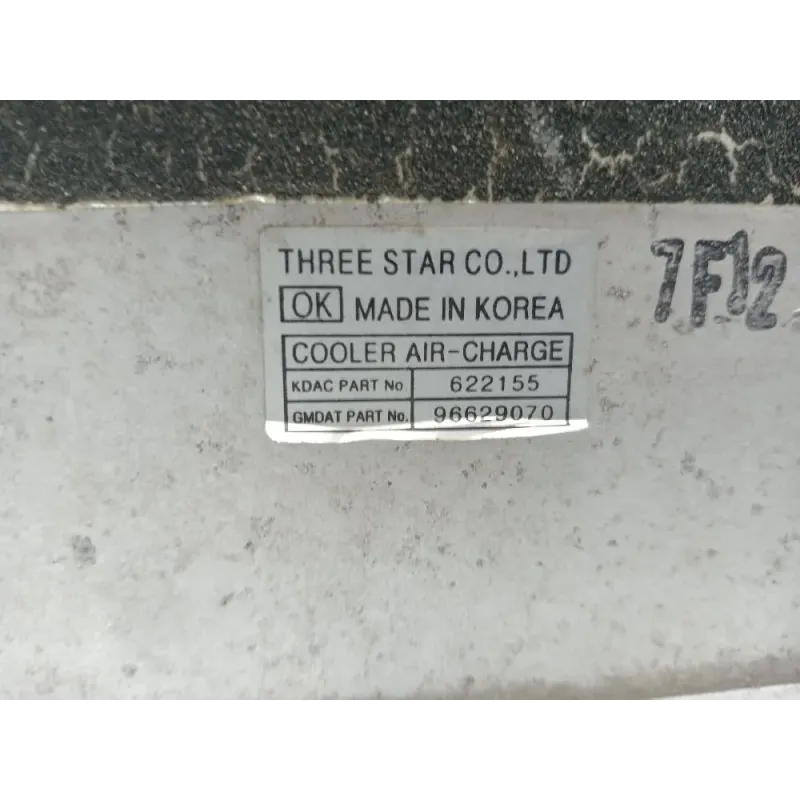 THREE STAR CO.,LTD
OK MADE IN KOREA
COOLER AIR-CHARGE
KDAC PART No 622155
GMDAT PART No. 96629070
7F12